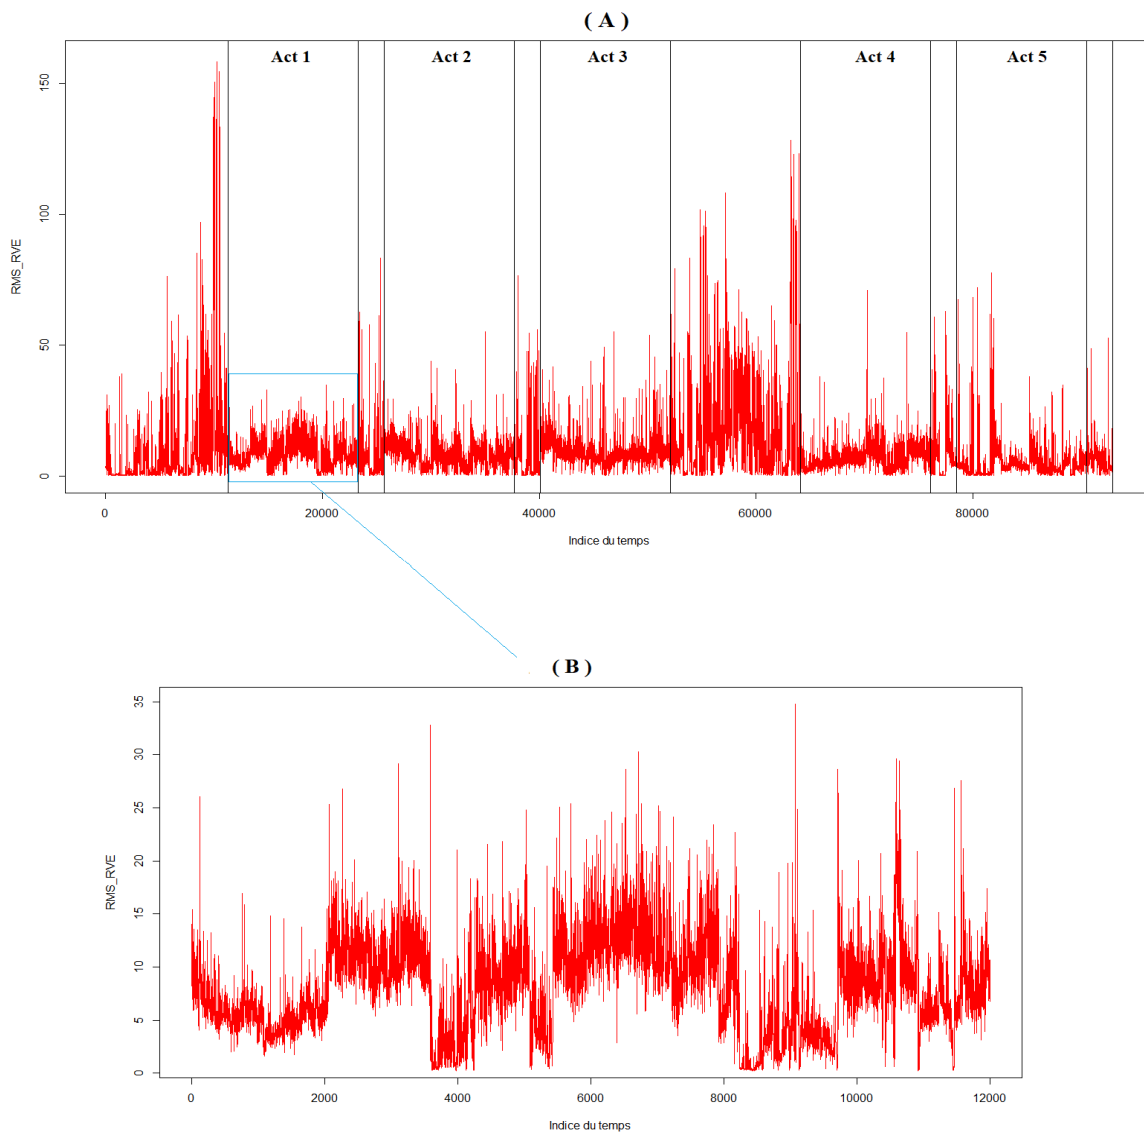 ( A )
Act 1 Act 2 Act 3 Act 4 Act 5
150
100
50
0
RMS_RVE
0 20000 40000 60000 80000
Indice du temps
( B )
35
30
25
20
15
10
5
0
RMS_RVE
0 2000 4000 6000 8000 10000 12000
Indice du temps